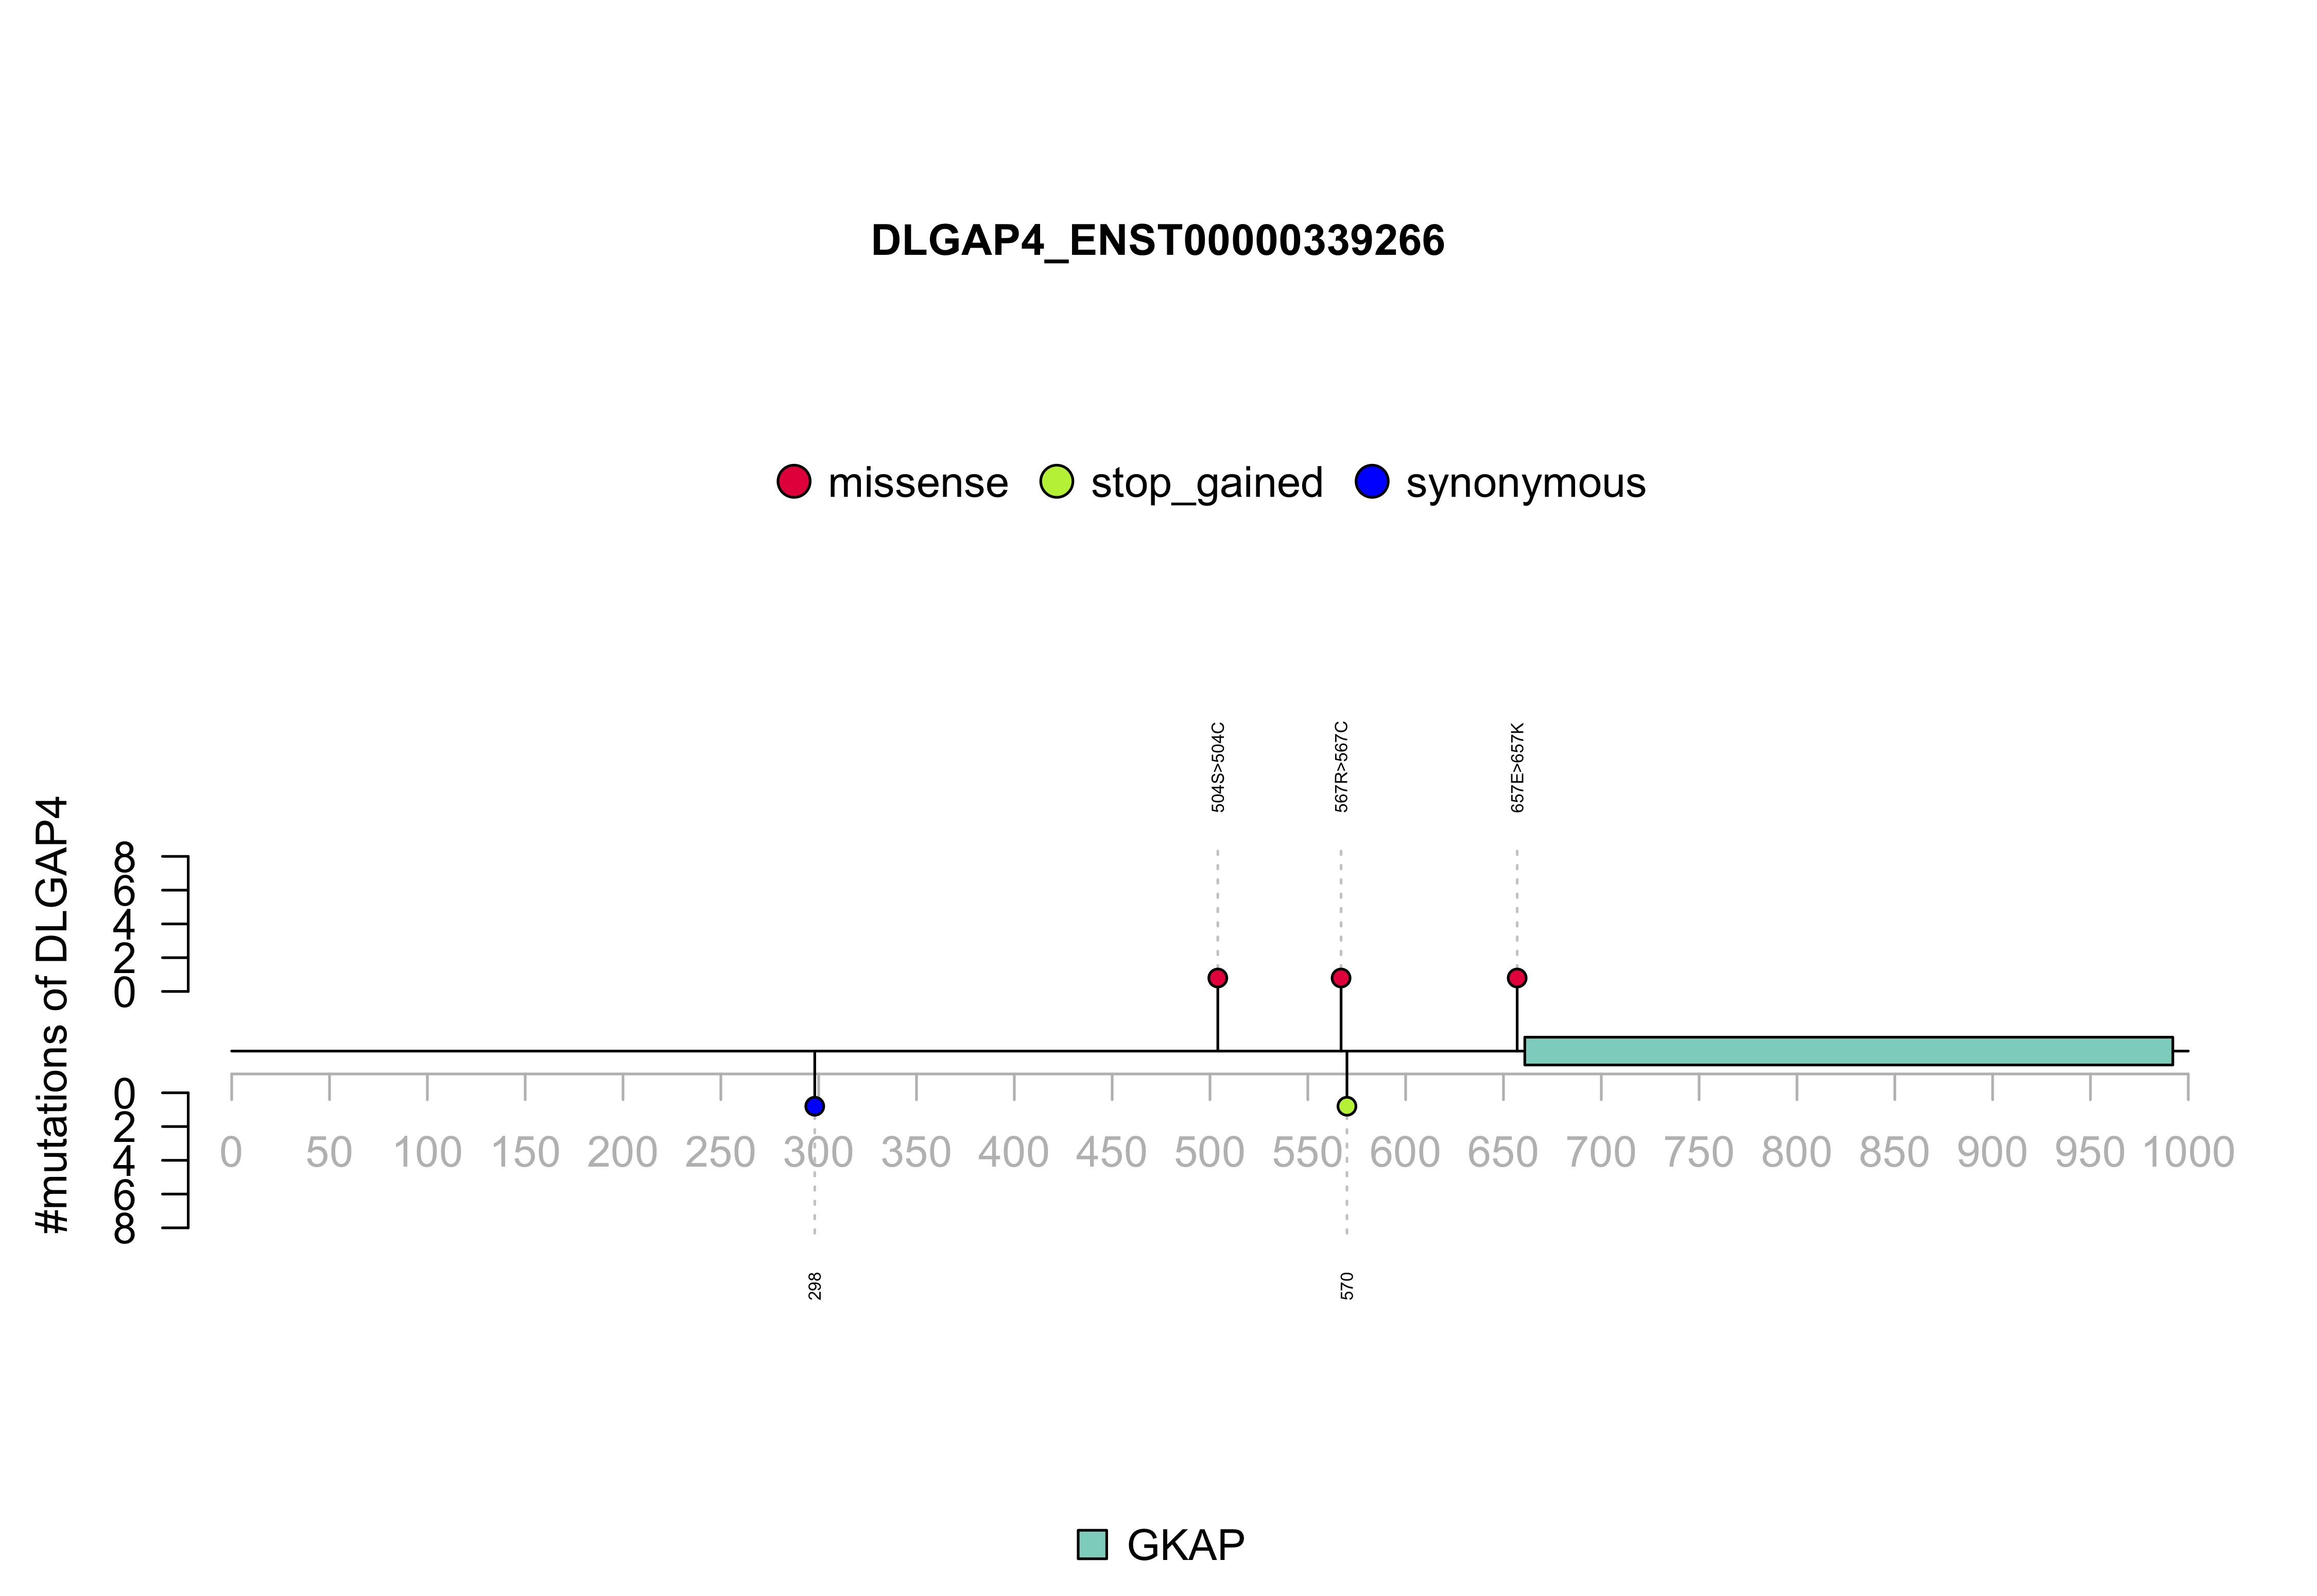 DLGAP4_ENST00000339266
missense stop_gained synonymous
504S>504C 567R>567C 657E>657K
#mutations of DLGAP4
8
6
4
2
0
0
2
4
6
8
0 50 100 150 200 250 300 350 400 450 500 550 600 650 700 750 800 850 900 950 1000
298 570
GKAP